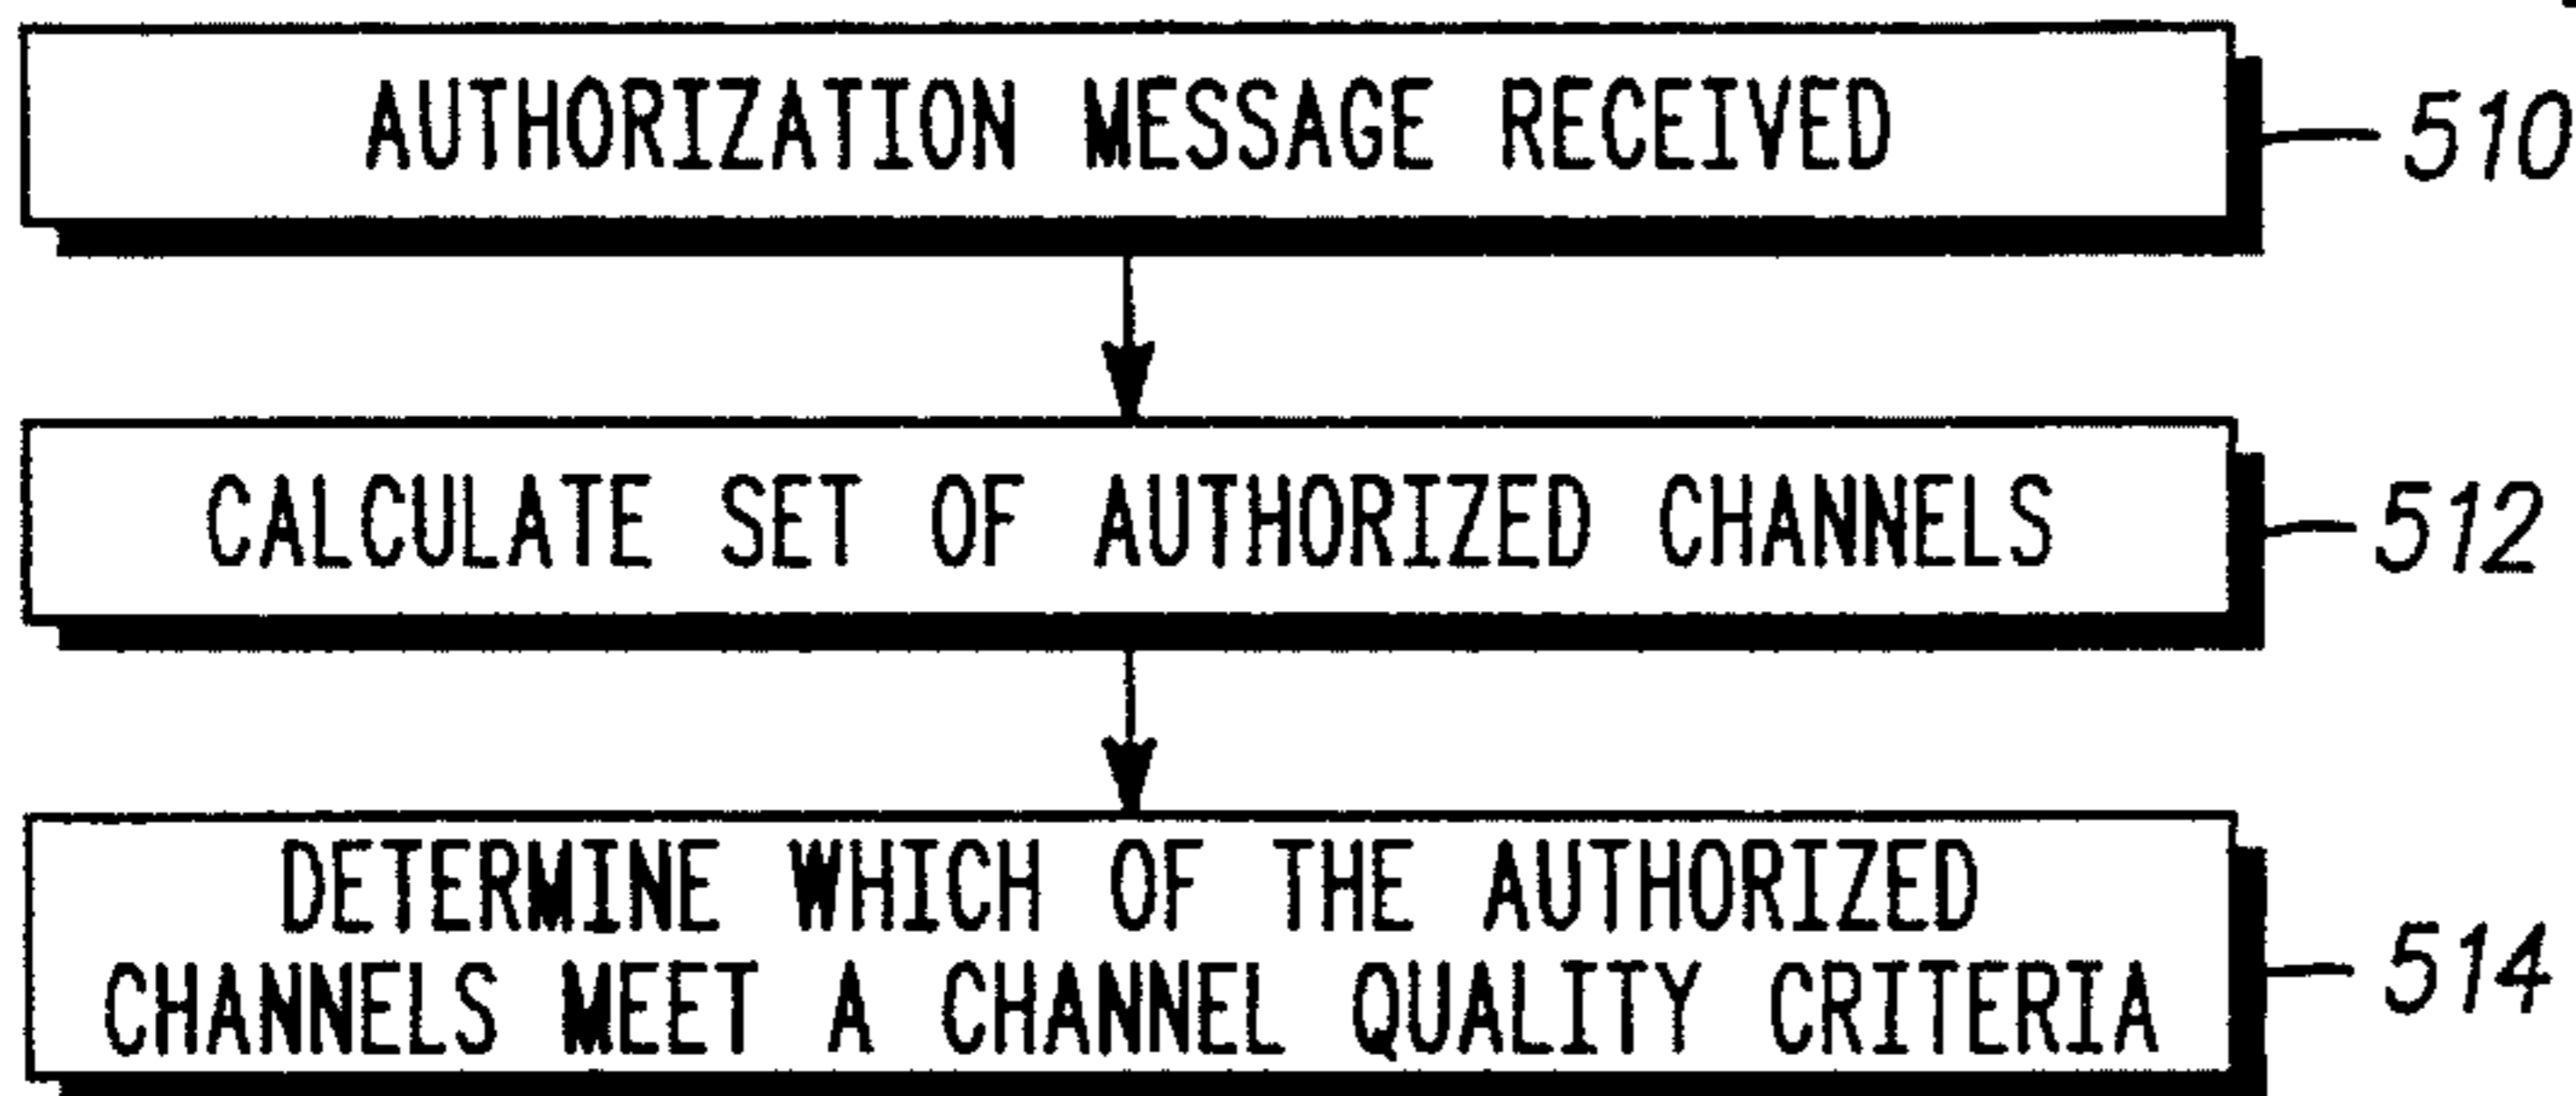 AUTHORIZATION MESSAGE RECEIVED
510
CALCULATE SET OF AUTHORIZED CHANNELS
512
DETERMINE WHICH OF THE AUTHORIZED
CHANNELS MEET A CHANNEL QUALITY CRITERIA
514